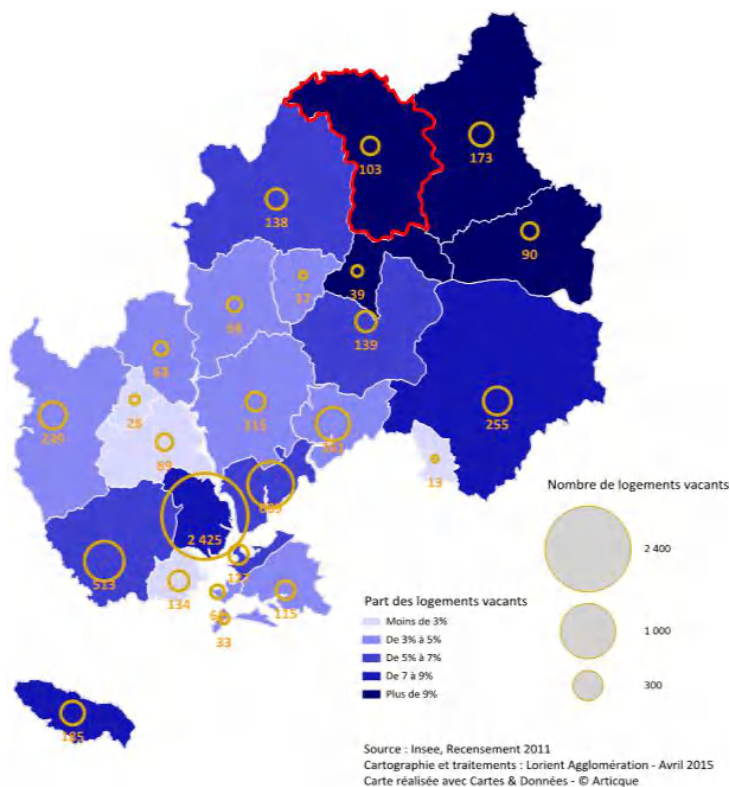 103
173
138
90
17
39
139
63
249
115
255
89
13
Nombre de logements vacants
2 400
2 425
513
134
115
33
1 000
300
Part des logements vacants
Moins de 3%
De 3% à 5%
De 5% à 7%
De 7 à 9%
Plus de 9%
185
Source : Insee, Recensement 2011
Cartographie et traitements : Lorient Agglomération - Avril 2015
Carte réalisée avec Cartes & Données - © Articque